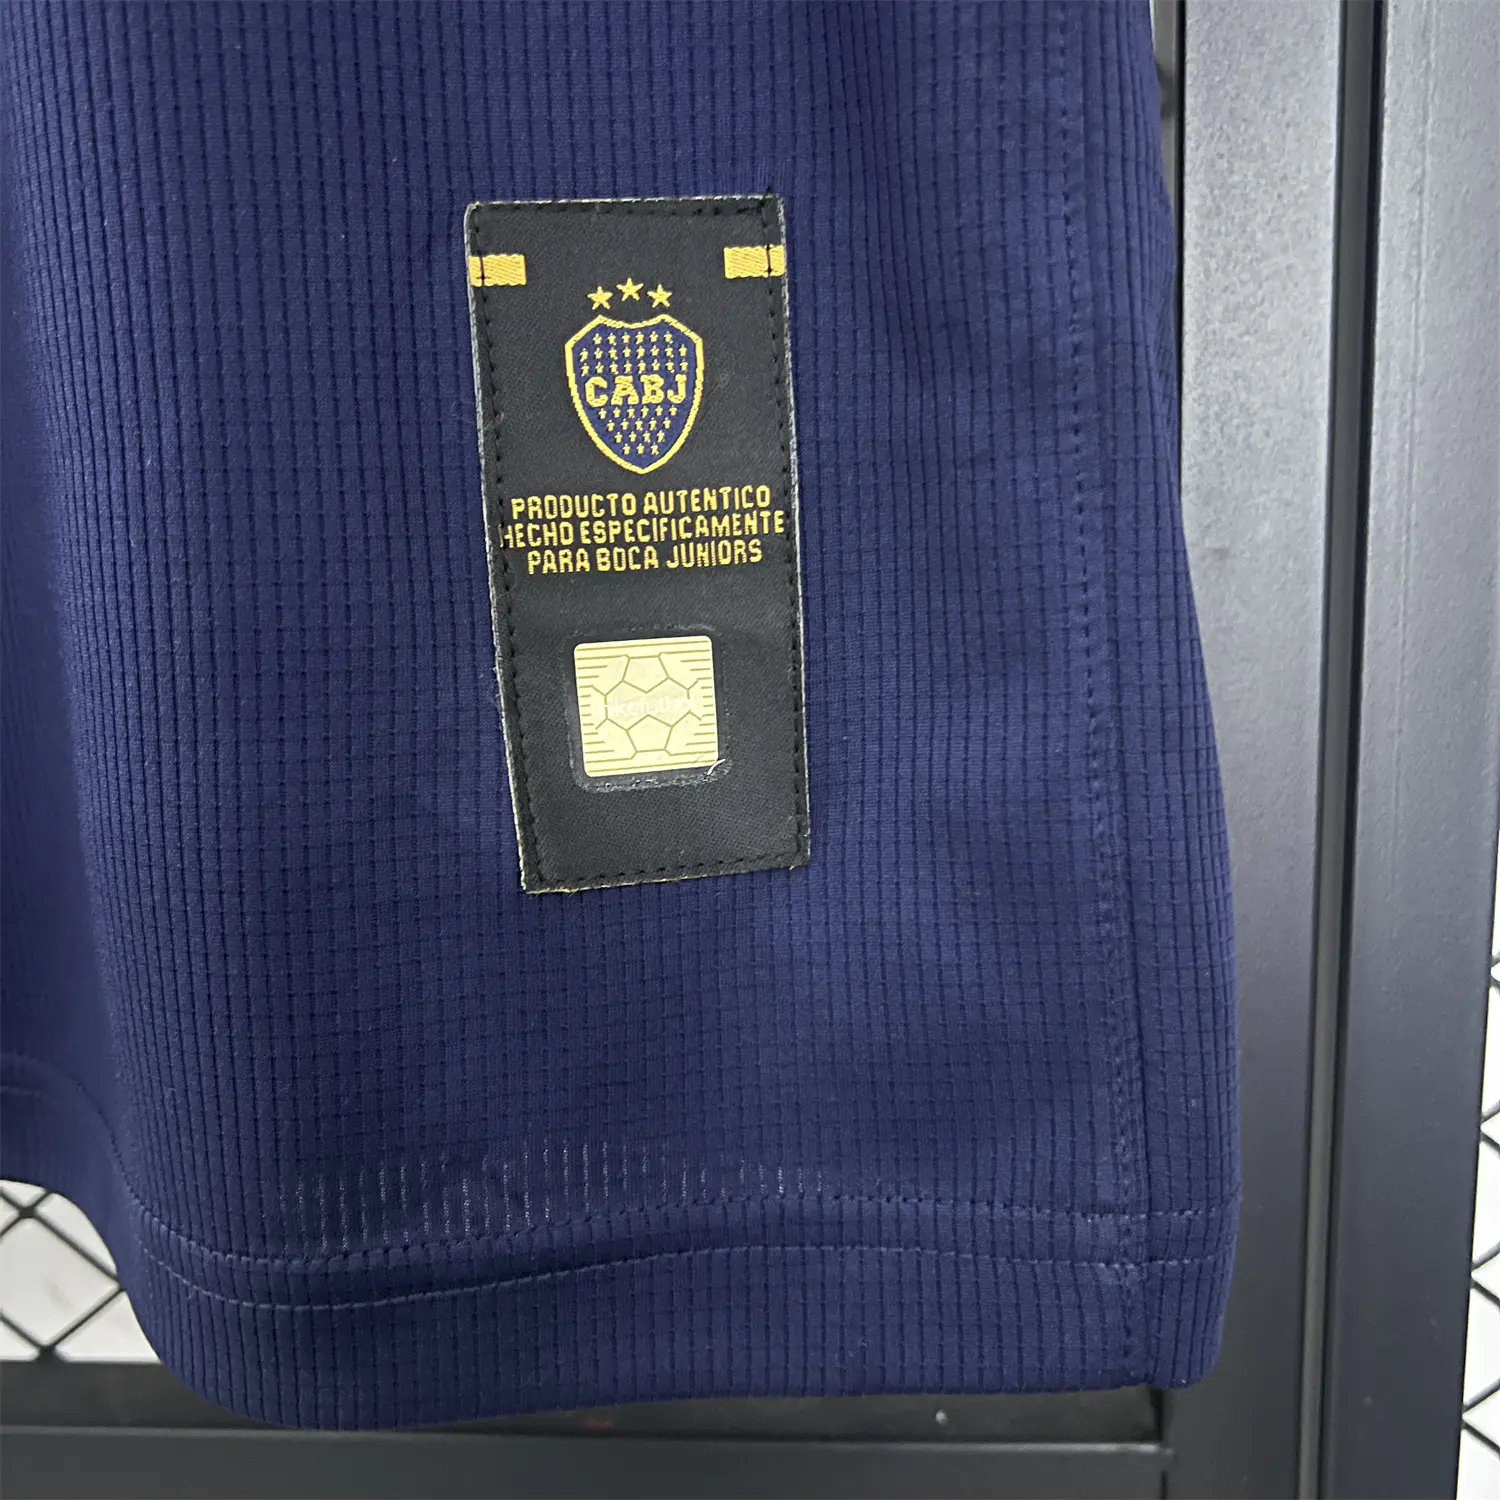 CABJ
PRODUCTO AUTENTICO
HECHO ESPECIFICAMENTE
PARA BOCA JUNIORS